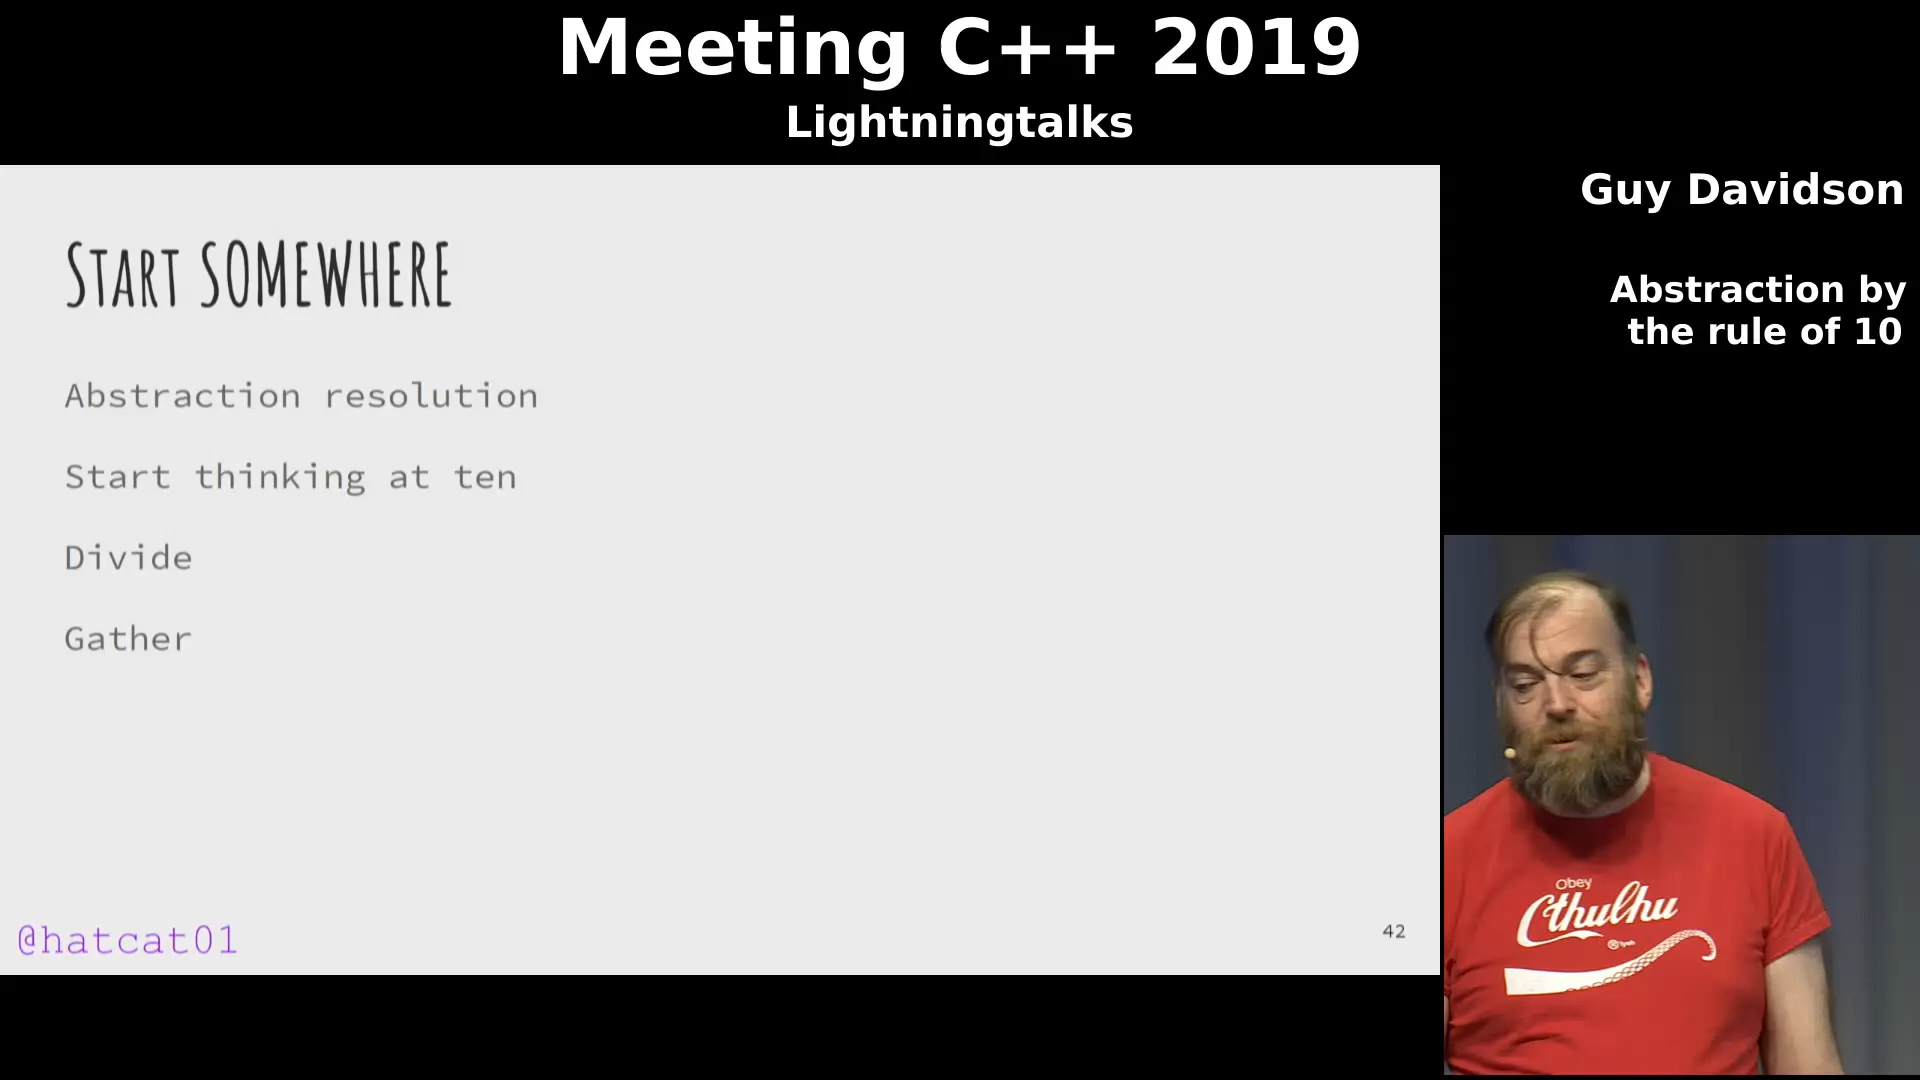 Meeting C++ 2019
Lightningtalks
Guy Davidson
Abstraction by
the rule of 10
START SOMEWHERE
Abstraction resolution
Start thinking at ten
Divide
Gather
@hatcat01
42
Obey
Cthulhu